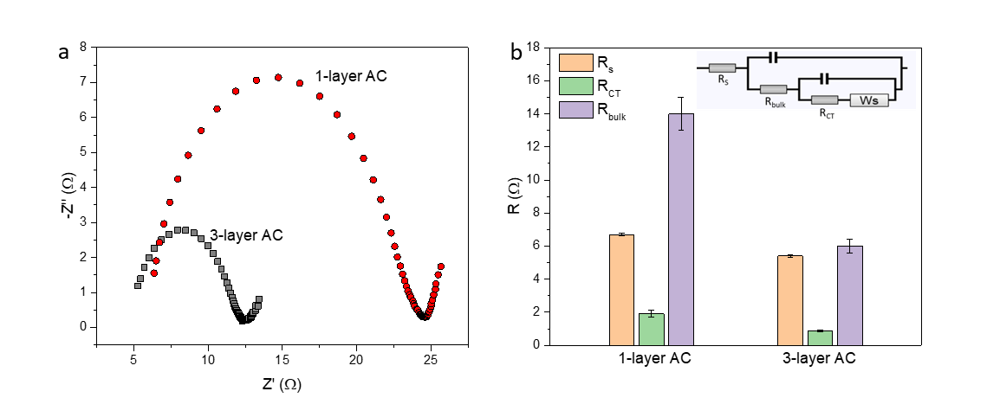 a
8
7
6
5
4
3
2
1
0
-Z'' (Ω)
1-layer AC
3-layer AC
5
10
15
20
25
Z' (Ω)
b
18
16
14
12
10
8
6
4
2
0
R (Ω)
Rs
RCT
Rbulk
RS
Rbulk
RCT
Ws
1-layer AC
3-layer AC